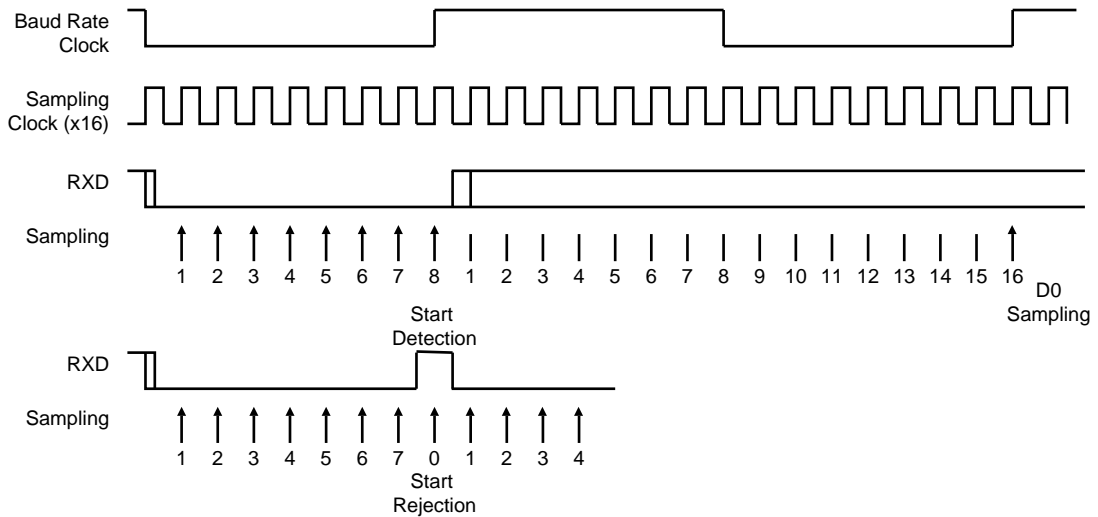 Baud Rate
Clock
Sampling
Clock (x16)
RXD
Sampling
1 2 3 4 5 6 7 8 1 2 3 4 5 6 7 8 9 10 11 12 13 14 15 16
D0
Sampling
Start
Detection
RXD
Sampling
1 2 3 4 5 6 7 0 1 2 3 4
Start
Rejection